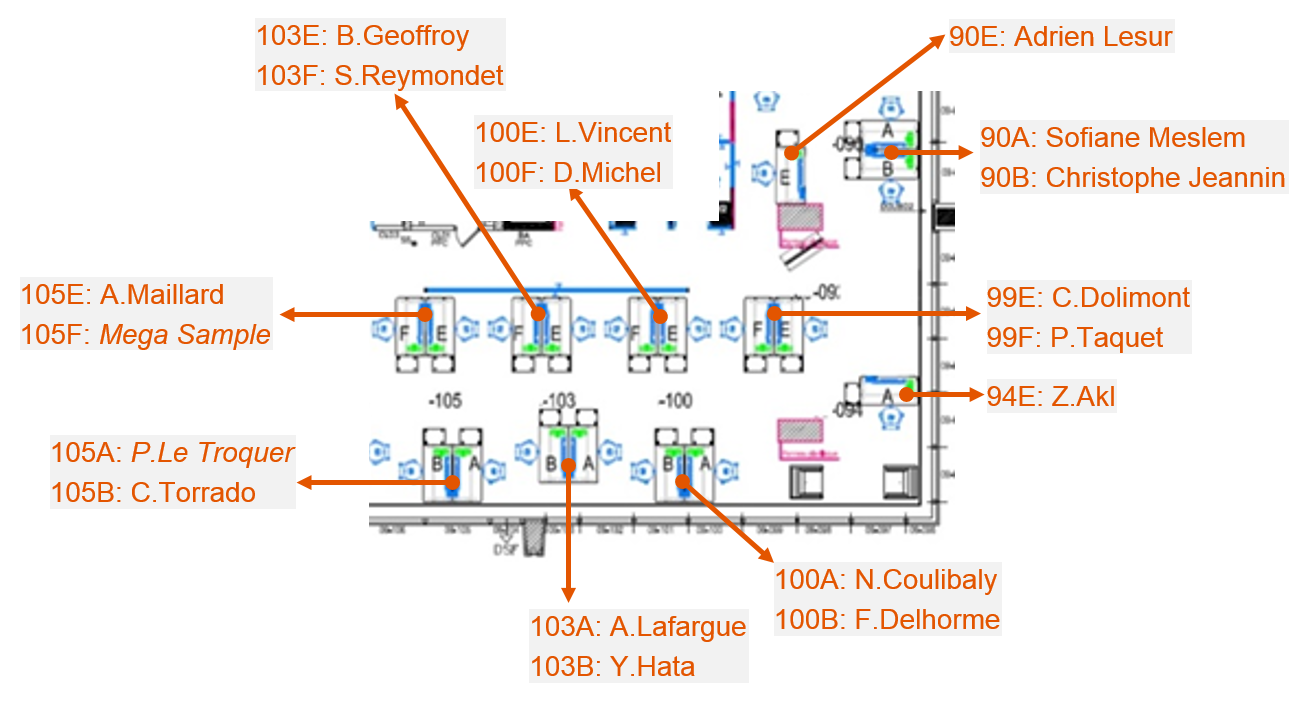 103E: B.Geoffroy
103F: S.Reymondet
90E: Adrien Lesur
100E: L.Vincent
100F: D.Michel
90A: Sofiane Meslem
90B: Christophe Jeannin
A
B
E
105E: A.Maillard
105F: Mega Sample
99E: C.Dolimont
99F: P.Taquet
F E
F E
F E
F E
94E: Z.Akl
A
-105
-103
-100
-094
105A: P.Le Troquer
105B: C.Torrado
B A
B A
B A
DSF
100A: N.Coulibaly
100B: F.Delhorme
103A: A.Lafargue
103B: Y.Hata